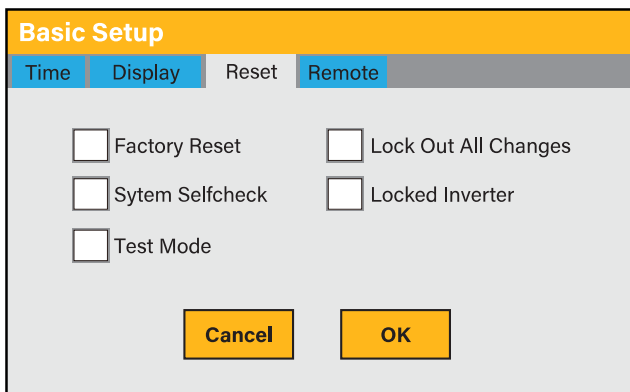 Basic Setup
Time Display Reset Remote
Factory Reset Lock Out All Changes
Sytem Selfcheck Locked Inverter
Test Mode
Cancel OK